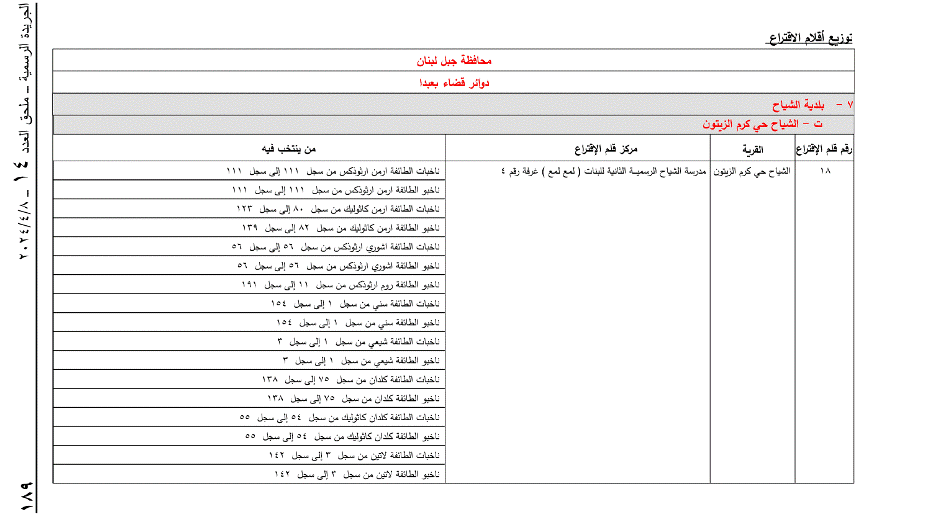 الجريدة الرسمية – ملحق العدد ١٤ – ٢٠٢٤/٤/٨
توزيع أقلام الاقتراع
محافظة جبل لبنان
دوائر قضاء بعبدا
٧ - بلدية الشياح
ت - الشياح حي كرم الزيتون
رقم قلم الإقتراع القرية مركز قلم الإقتراع من ينتخب فيه
١٨ الشياح حي كرم الزيتون مدرسة الشياح الرسمية الثانية للبنات ( لمع لمع ) غرفة رقم ٤ ناخبات الطائفة ارمن ارثوذكس من سجل ١١١ إلى سجل ١١١
ناخبو الطائفة ارمن ارثوذكس من سجل ١١١ إلى سجل ١١١
ناخبات الطائفة ارمن كاثوليك من سجل ٨٠ إلى سجل ١٢٣
ناخبو الطائفة ارمن كاثوليك من سجل ٨٢ إلى سجل ١٣٩
ناخبات الطائفة اشوري ارثوذكس من سجل ٥٦ إلى سجل ٥٦
ناخبو الطائفة اشوري ارثوذكس من سجل ٥٦ إلى سجل ٥٦
ناخبو الطائفة روم ارثوذكس من سجل ١١ إلى سجل ١٩١
ناخبات الطائفة سني من سجل ١ إلى سجل ١٥٤
ناخبو الطائفة سني من سجل ١ إلى سجل ١٥٤
ناخبات الطائفة شيعي من سجل ١ إلى سجل ٣
ناخبو الطائفة شيعي من سجل ١ إلى سجل ٣
ناخبات الطائفة كلدان من سجل ٧٥ إلى سجل ١٣٨
ناخبو الطائفة كلدان من سجل ٧٥ إلى سجل ١٣٨
ناخبات الطائفة كلدان كاثوليك من سجل ٥٤ إلى سجل ٥٥
ناخبو الطائفة كلدان كاثوليك من سجل ٥٤ إلى سجل ٥٥
ناخبات الطائفة لاتين من سجل ٣ إلى سجل ١٤٢
ناخبو الطائفة لاتين من سجل ٣ إلى سجل ١٤٢
١٨٩